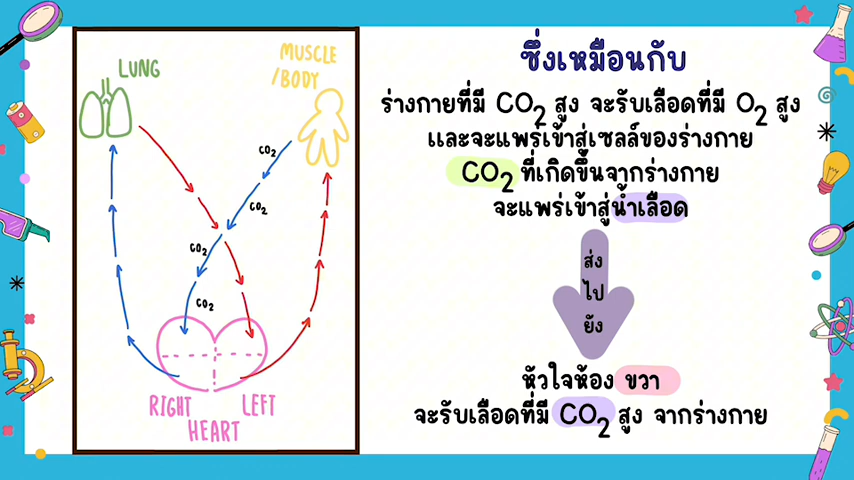 LUNG
MUSCLE
/BODY
CO2
CO2
CO2
CO2
RIGHT
LEFT
HEART
ซึ่งเหมือนกับ
ร่างกายที่มี CO2 สูง จะรับเลือดที่มี O2 สูง
และจะแพร่เข้าสู่เซลล์ของร่างกาย
CO2 ที่เกิดขึ้นจากร่างกาย
จะแพร่เข้าสู่น้ำเลือด
ส่ง
ไป
ยัง
หัวใจห้อง ขวา
จะรับเลือดที่มี CO2 สูง จากร่างกาย